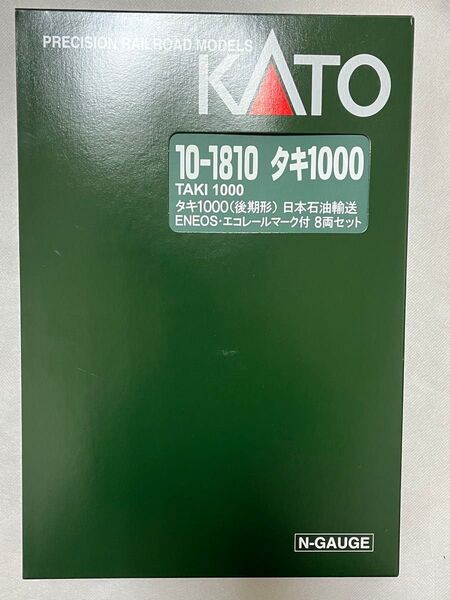 PRECISION RAILROAD MODELS
KATO
10-1810 タキ1000
TAKI 1000
タキ1000(後期形) 日本石油輸送
ENEOS・エコレールマーク付 8両セット
N-GAUGE